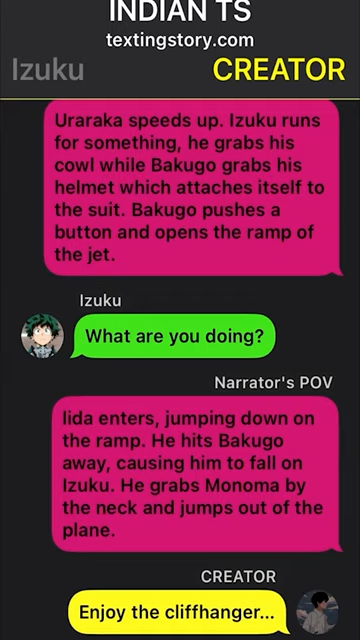 INDIAN TS
textingstory.com
Izuku CREATOR
Uraraka speeds up. Izuku runs
for something, he grabs his
cowl while Bakugo grabs his
helmet which attaches itself to
the suit. Bakugo pushes a
button and opens the ramp of
the jet.
Izuku
What are you doing?
Narrator's POV
Iida enters, jumping down on
the ramp. He hits Bakugo
away, causing him to fall on
Izuku. He grabs Monoma by
the neck and jumps out of the
plane.
CREATOR
Enjoy the cliffhanger...